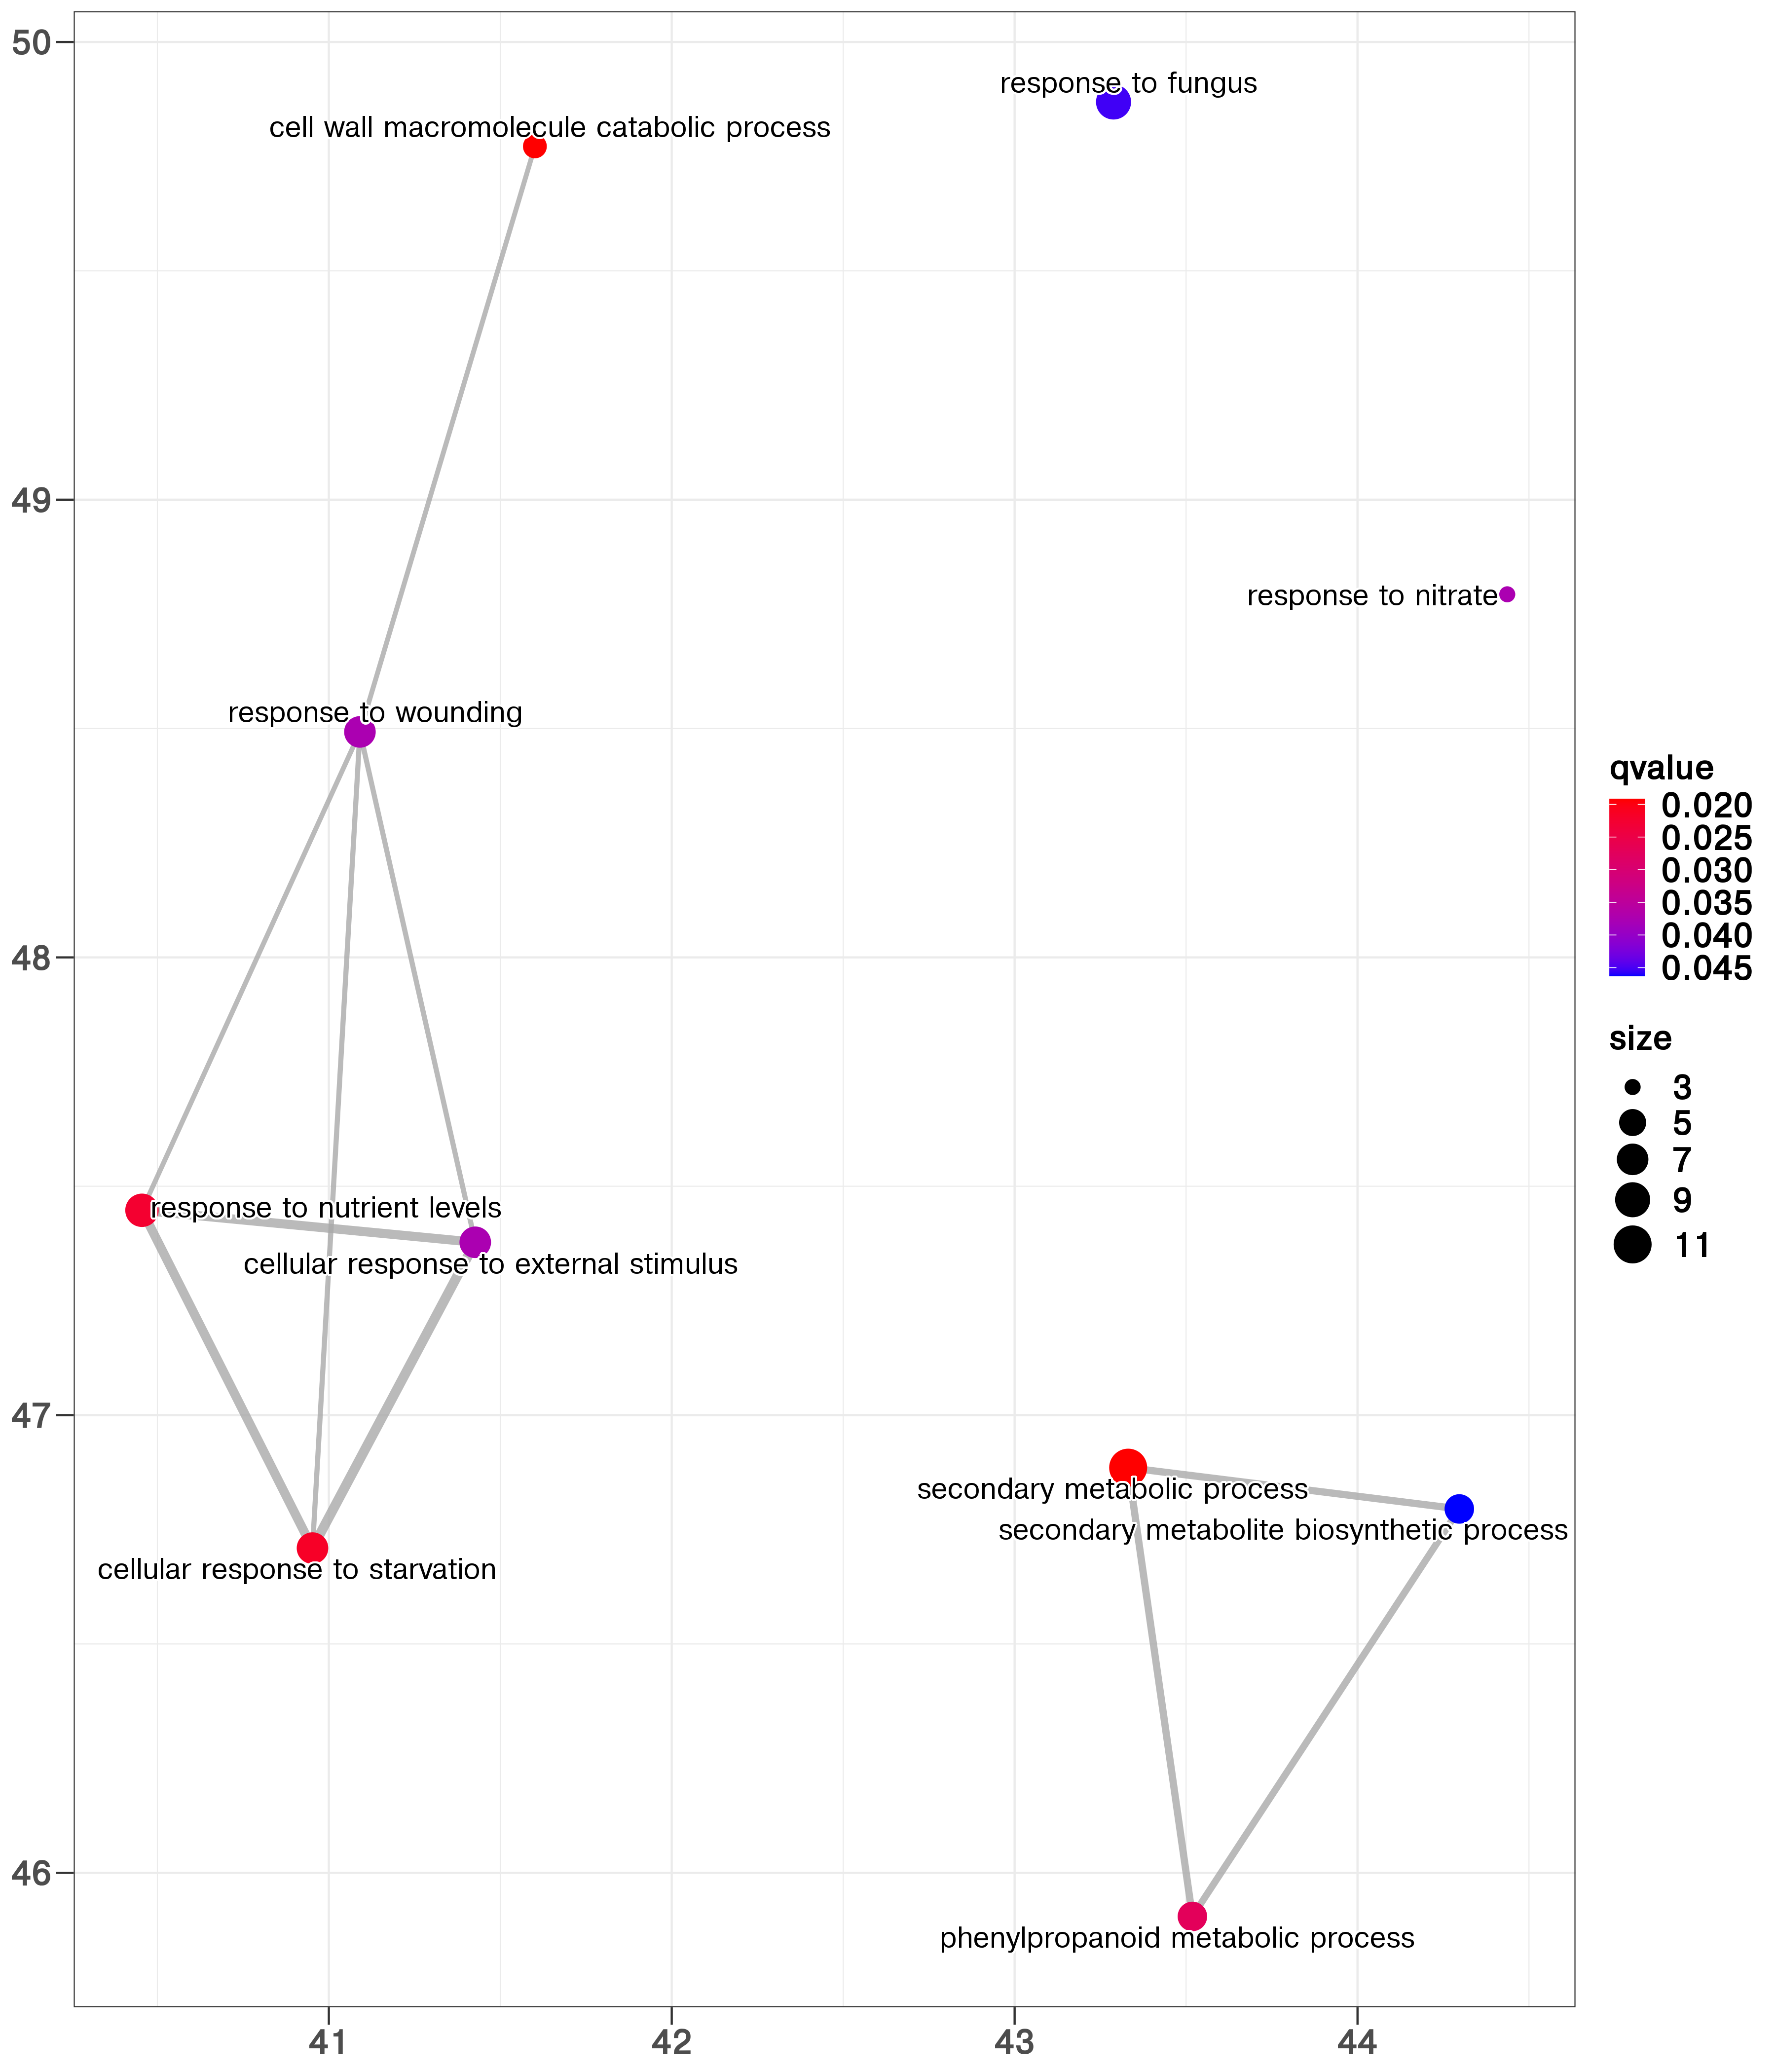 50
response to fungus
cell wall macromolecule catabolic process
49
response to nitrate
response to wounding
qvalue
0.020
0.025
0.030
0.035
0.040
0.045
48
size
3
5
7
9
11
response to nutrient levels
cellular response to external stimulus
47
secondary metabolic process
secondary metabolite biosynthetic process
cellular response to starvation
46
phenylpropanoid metabolic process
41 42 43 44